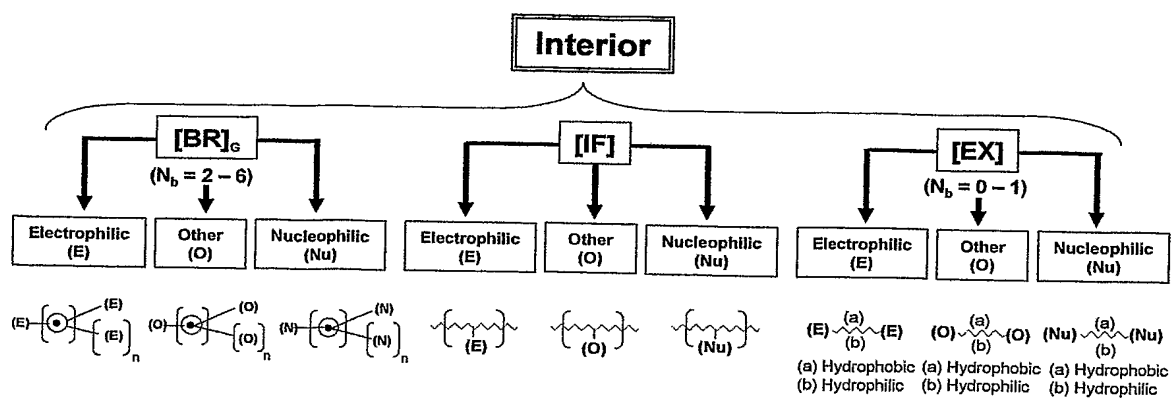 Interior
[BR]G
(Nb = 2 – 6)
[IF]
[EX]
(Nb = 0 – 1)
Electrophilic
(E)
Other
(O)
Nucleophilic
(Nu)
Electrophilic
(E)
Other
(O)
Nucleophilic
(Nu)
Electrophilic
(E)
Other
(O)
Nucleophilic
(Nu)
(E) (E) (E) n
(O) (O) (O) n
(N) (N) (N) n
(E)
(O)
(Nu)
(a)
(E) (E)
(b)
(a) Hydrophobic
(b) Hydrophilic
(a)
(O) (O)
(b)
(a) Hydrophobic
(b) Hydrophilic
(a)
(Nu) (Nu)
(b)
(a) Hydrophobic
(b) Hydrophilic